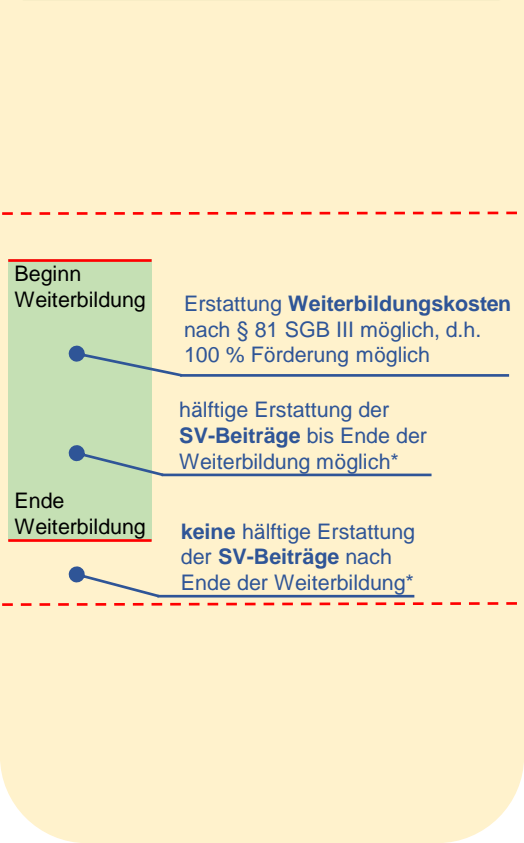 Beginn
Weiterbildung
Erstattung Weiterbildungskosten
nach § 81 SGB III möglich, d.h.
100 % Förderung möglich
hälftige Erstattung der
SV-Beiträge bis Ende der
Weiterbildung möglich*
Ende
Weiterbildung
keine hälftige Erstattung
der SV-Beiträge nach
Ende der Weiterbildung*